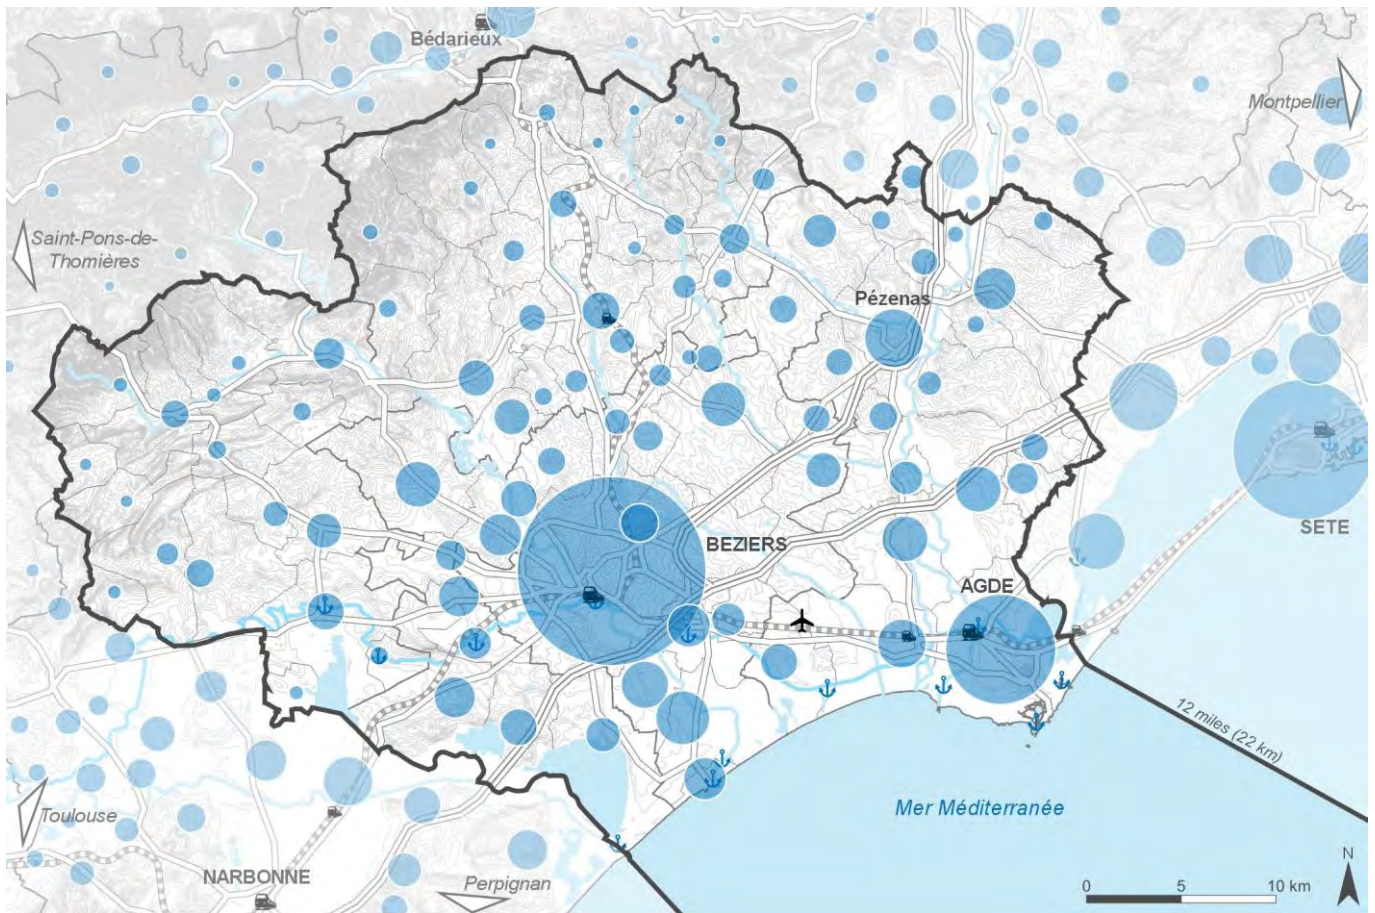 Bédarieux
Montpellier
Saint-Pons-de-
Thomières
Pézenas
SETE
BEZIERS
AGDE
12 miles (22 km)
Toulouse
Mer Méditerranée
NARBONNE
Perpignan
N
0 5 10 km